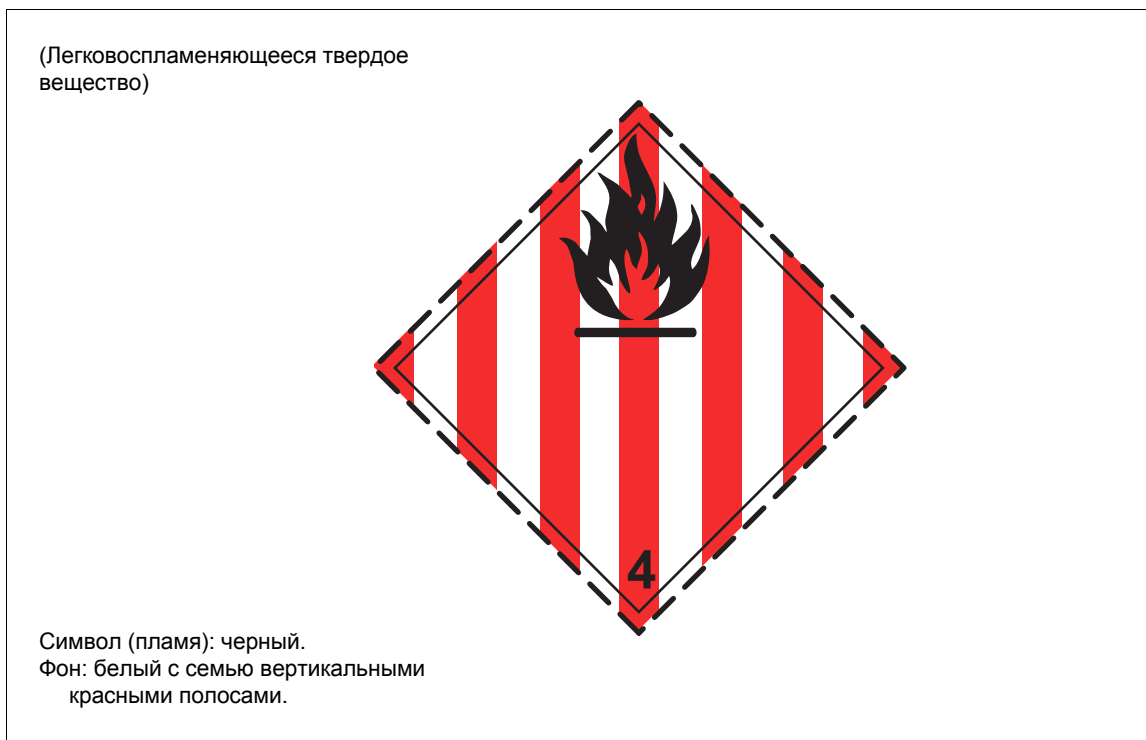 (Легковоспламеняющееся твердое
вещество)
4
Символ (пламя): черный.
Фон: белый с семью вертикальными
красными полосами.